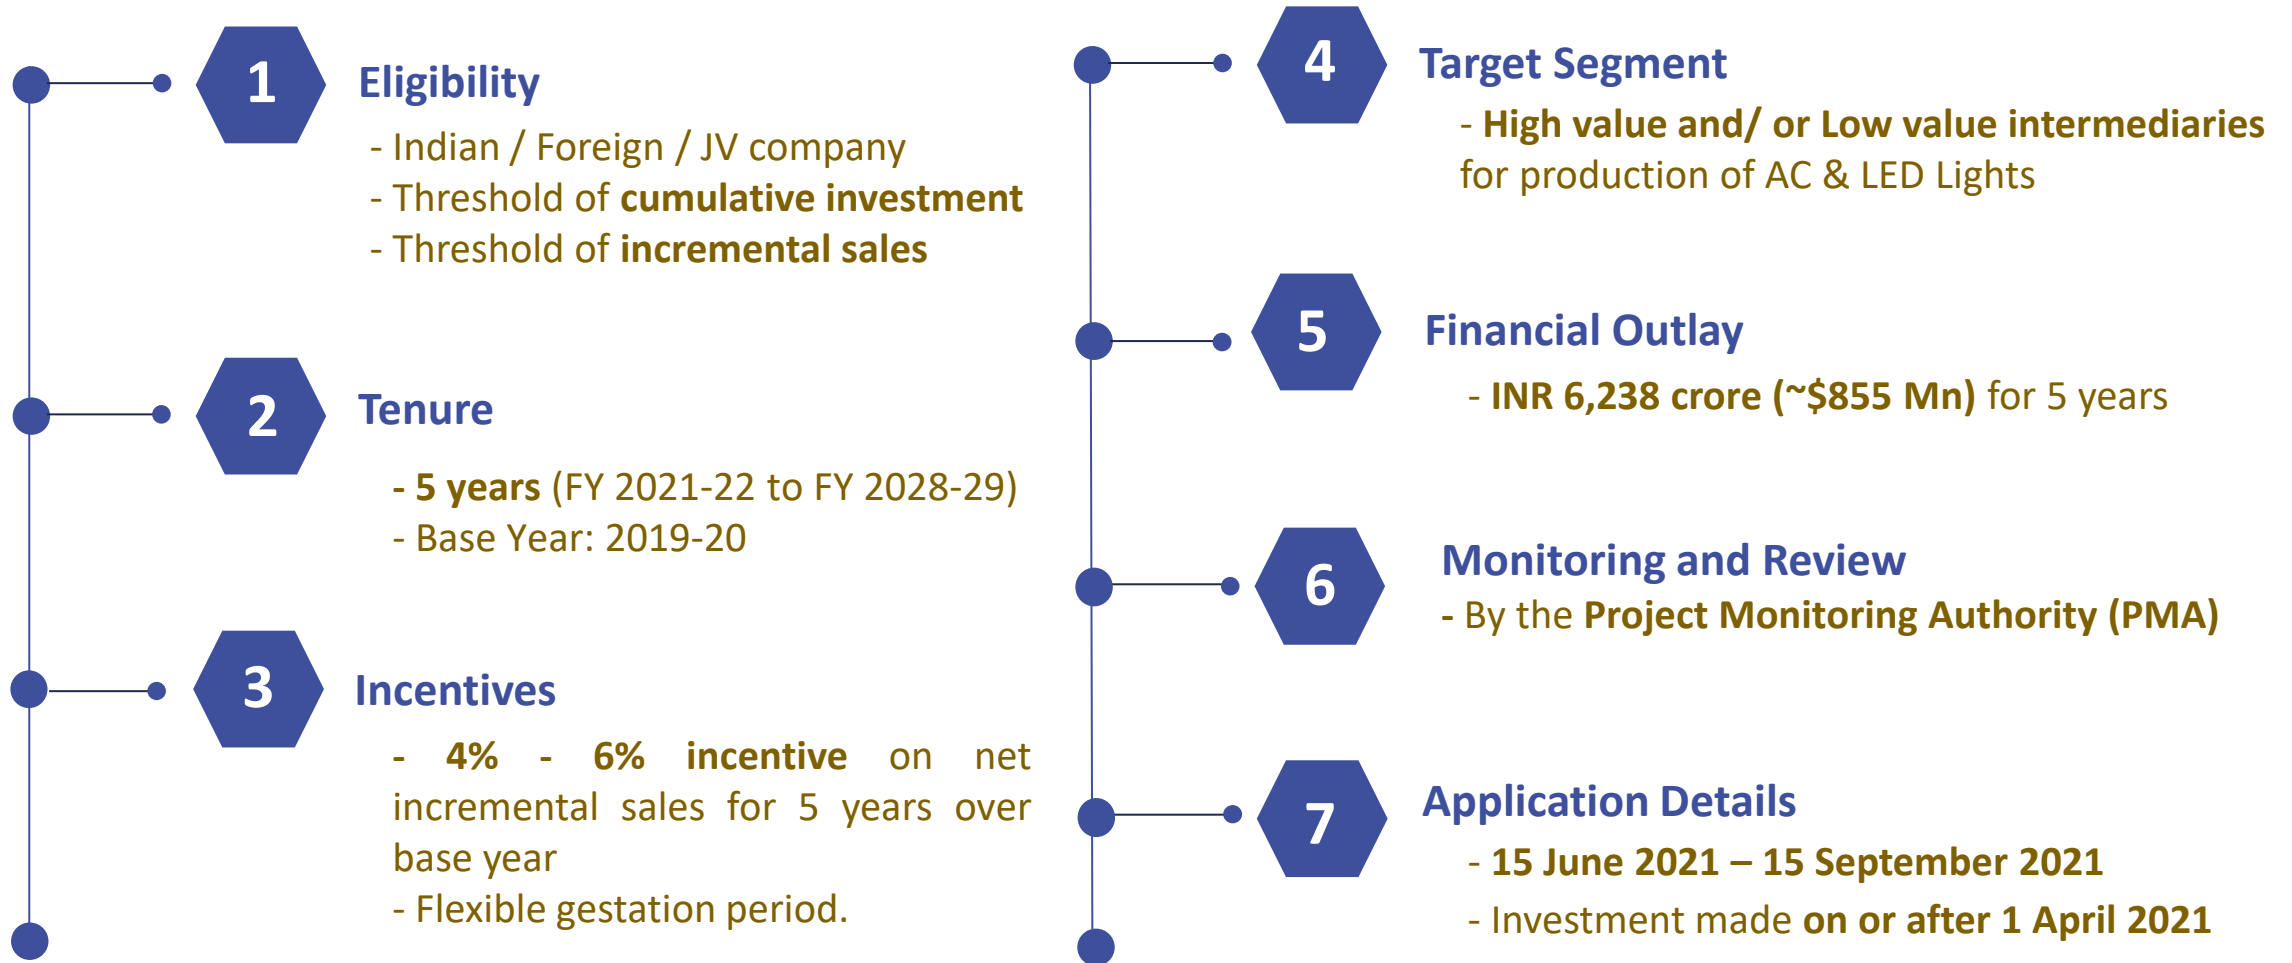 1
Eligibility
- Indian / Foreign / JV company
- Threshold of cumulative investment
- Threshold of incremental sales
2
Tenure
- 5 years (FY 2021-22 to FY 2028-29)
- Base Year: 2019-20
3
Incentives
- 4% - 6% incentive on net
incremental sales for 5 years over
base year
- Flexible gestation period.
4
Target Segment
- High value and/ or Low value intermediaries
for production of AC & LED Lights
5
Financial Outlay
- INR 6,238 crore (~$855 Mn) for 5 years
6
Monitoring and Review
- By the Project Monitoring Authority (PMA)
7
Application Details
- 15 June 2021 – 15 September 2021
- Investment made on or after 1 April 2021